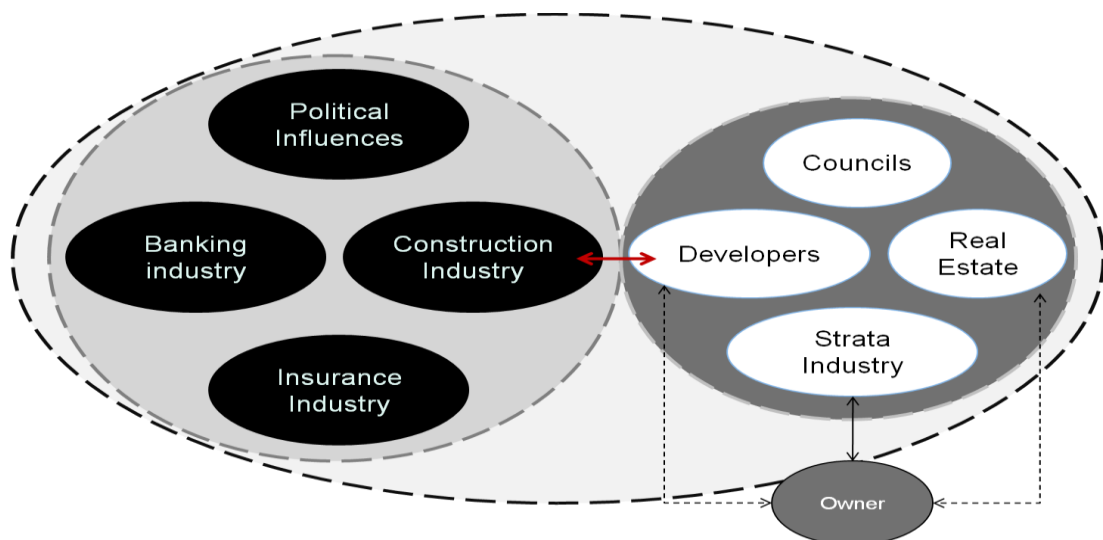 Political
Influences
Councils
Banking
industry
Construction
Industry
Developers
Real
Estate
Strata
Industry
Insurance
Industry
Owner